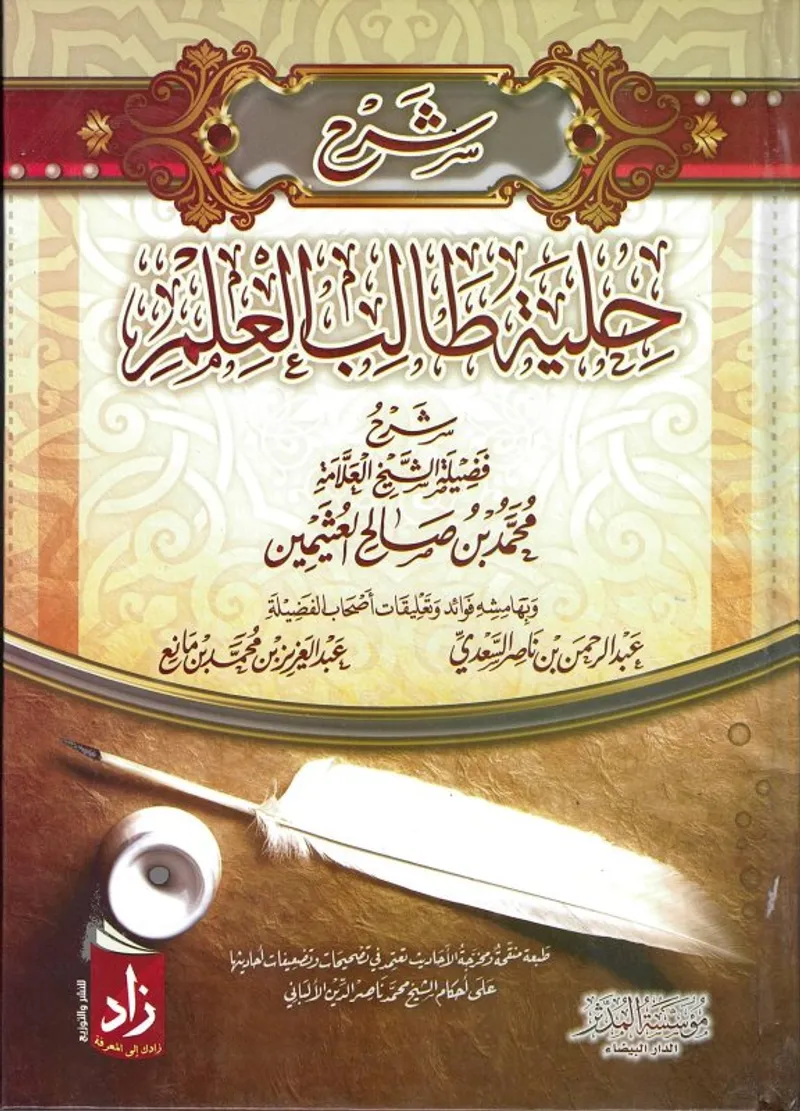 شرح
حلية طالب العلم
شرح
فضيلة الشيخ العلامة
محمد بن صالح العثيمين
وبهامشه فوائد وتعليقات أصحاب الفضيلة
عبد الرحمن بن ناصر السعدي عبد العزيز بن محمد بن مانع
طبعة منقحة ومخرجة الأحاديث تعتمد في تصحيحات وتضعيفات أحاديثها
على أحكام الشيخ محمد ناصر الدين الألباني
مؤسسة المدثر
الدار البيضاء
زاد
للنشر والتوزيع
زادك إلى المعرفة